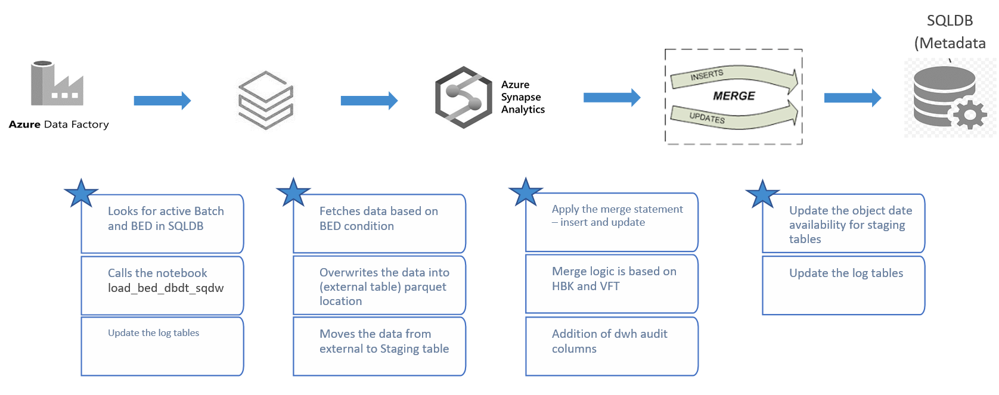 SQLDB
(Metadata
)
Azure Data Factory
Azure
Synapse
Analytics
INSERTS
MERGE
UPDATES
Looks for active Batch
and BED in SQLDB
Calls the notebook
load_bed_dbdt_sqdw
Update the log tables
Fetches data based on
BED condition
Overwrites the data into
(external table) parquet
location
Moves the data from
external to Staging table
Apply the merge statement
– insert and update
Merge logic is based on
HBK and VFT
Addition of dwh audit
columns
Update the object date
availability for staging
tables
Update the log tables